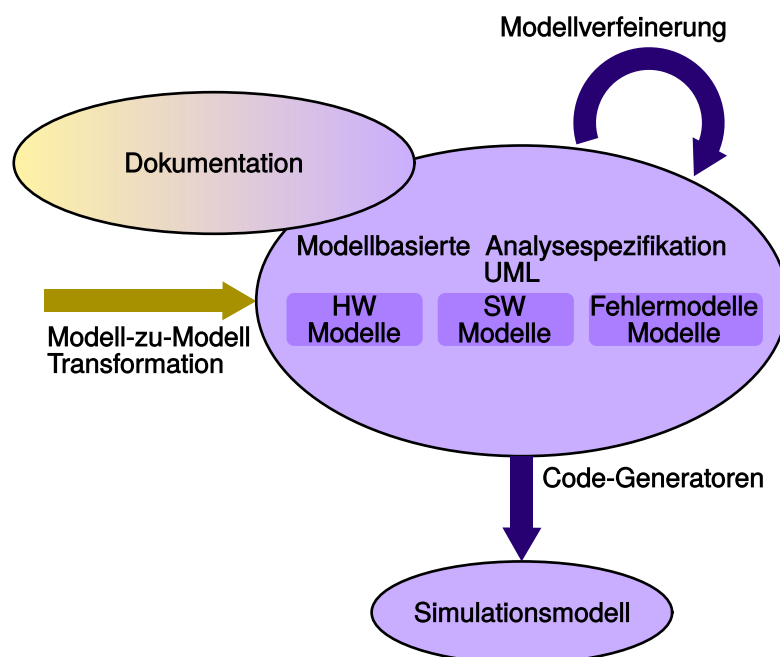 Modellverfeinerung
Dokumentation
Modellbasierte Analysespezifikation
UML
HW
Modelle
SW
Modelle
Fehlermodelle
Modelle
Modell-zu-Modell
Transformation
Code-Generatoren
Simulationsmodell